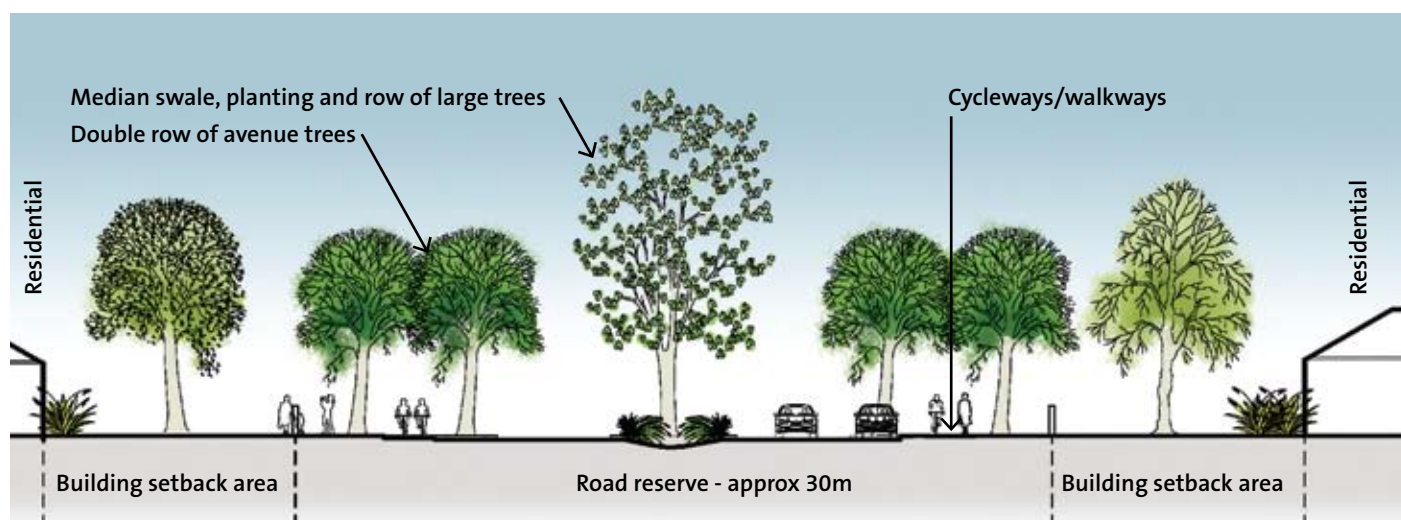 Median swale, planting and row of large trees
Double row of avenue trees
Cycleways/walkways
Residential
Residential
Building setback area
Road reserve - approx 30m
Building setback area